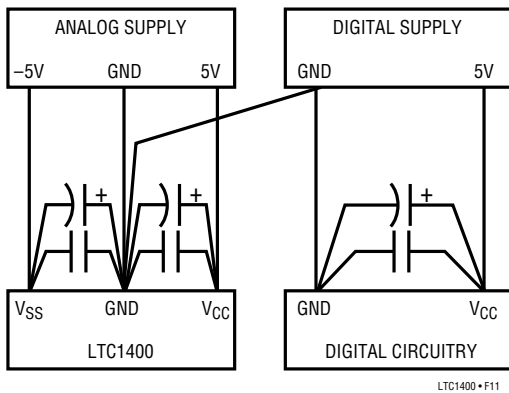 ANALOG SUPPLY
–5V GND 5V
DIGITAL SUPPLY
GND 5V
+ +
+
VSS GND VCC
LTC1400
GND VCC
DIGITAL CIRCUITRY
LTC1400 • F11